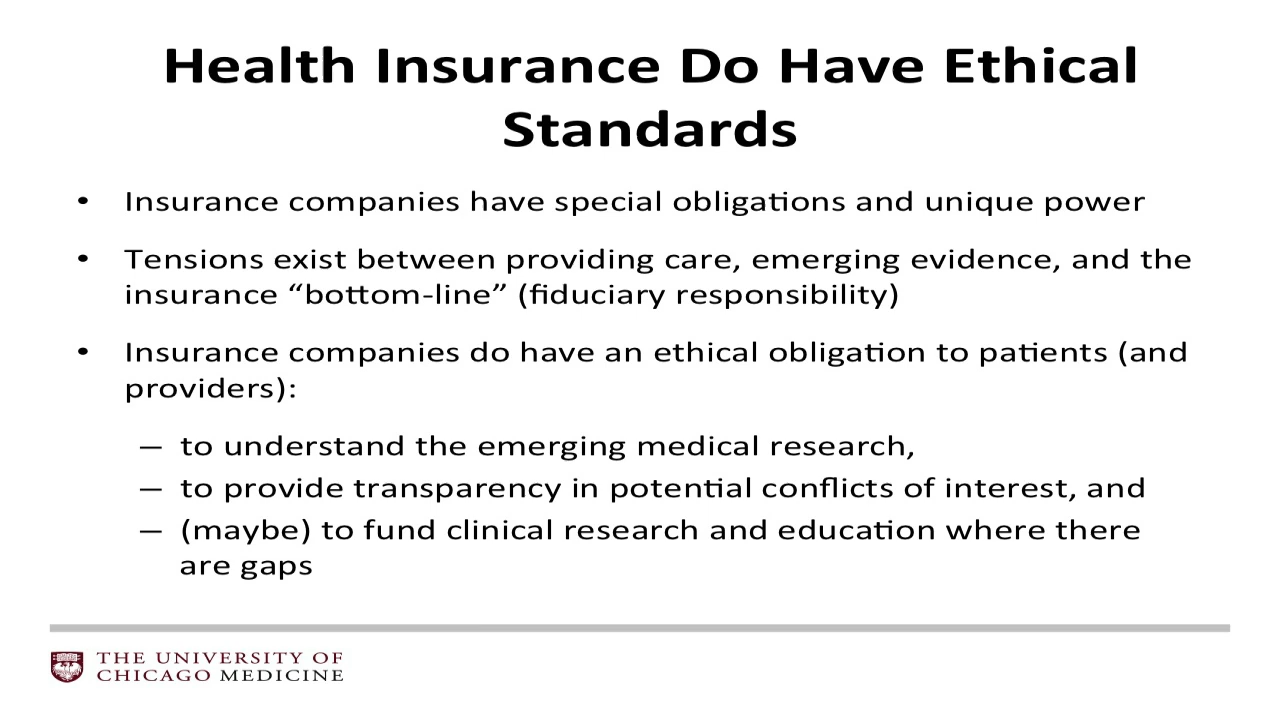 Health Insurance Do Have Ethical
Standards
• Insurance companies have special obligations and unique power
• Tensions exist between providing care, emerging evidence, and the
insurance “bottom-line” (fiduciary responsibility)
• Insurance companies do have an ethical obligation to patients (and
providers):
– to understand the emerging medical research,
– to provide transparency in potential conflicts of interest, and
– (maybe) to fund clinical research and education where there
are gaps
THE UNIVERSITY OF
CHICAGO MEDICINE